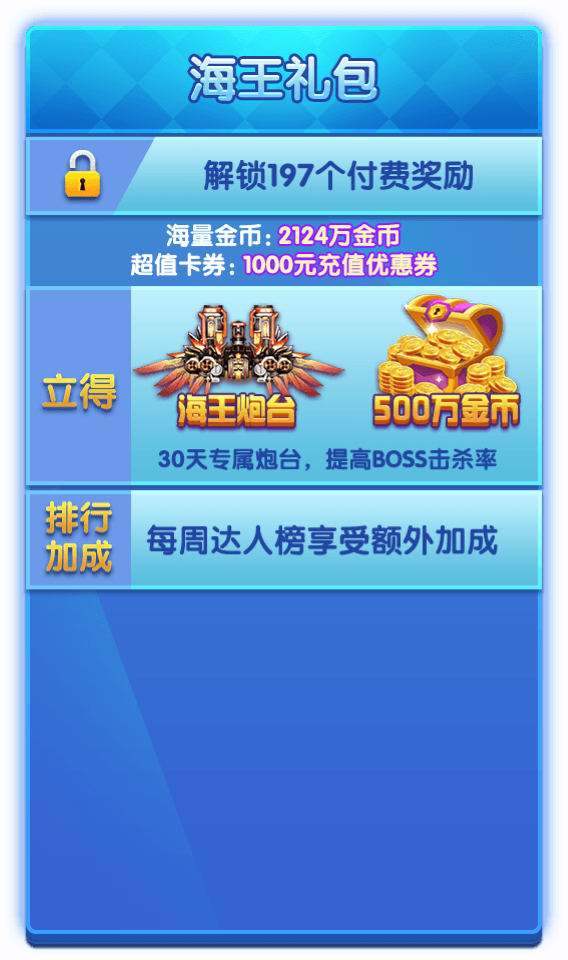 海王礼包
解锁197个付费奖励
海量金币：2124万金币
超值卡券：1000元充值优惠券
立得
海王炮台
500万金币
30天专属炮台，提高BOSS击杀率
排行
加成
每周达人榜享受额外加成